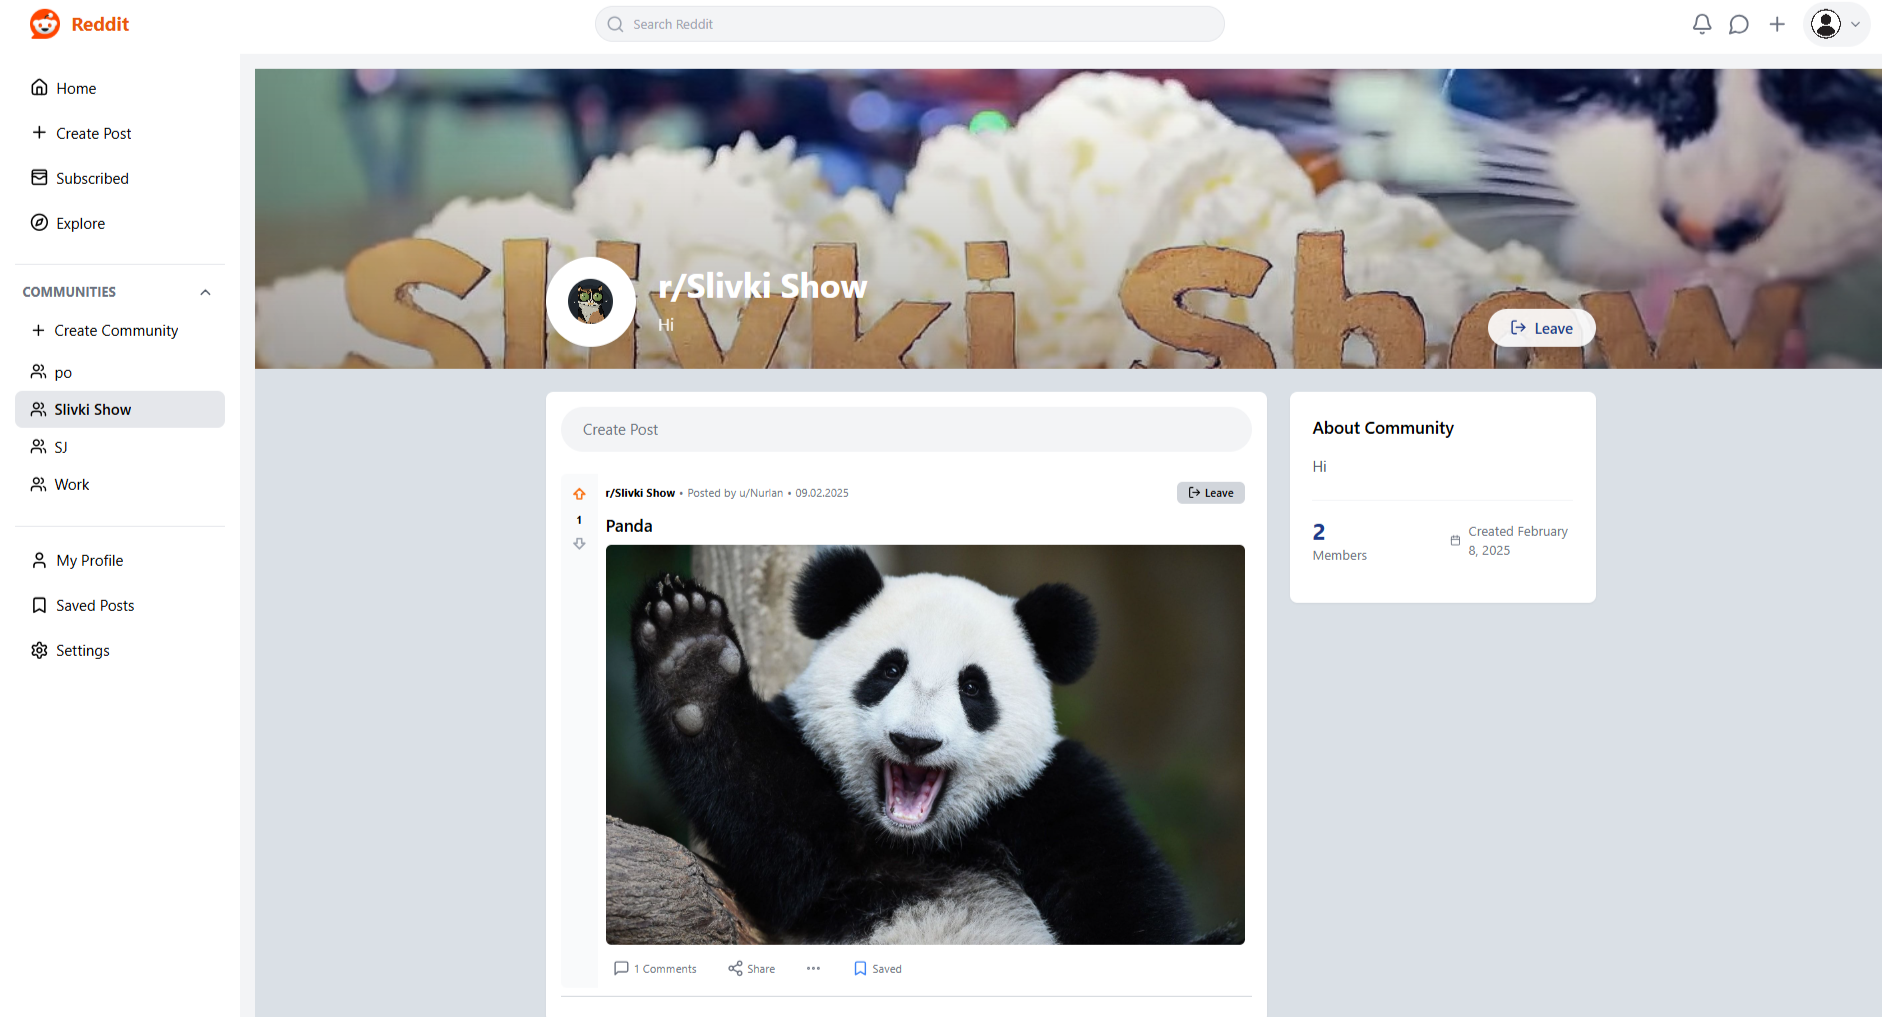 Reddit
Search Reddit
Home
Create Post
Subscribed
Explore
COMMUNITIES
Create Community
po
Slivki Show
SJ
Work
My Profile
Saved Posts
Settings
Slivki Show
r/Slivki Show
Hi
Leave
Create Post
r/Slivki Show • Posted by u/Nurlan • 09.02.2025
Leave
1
Panda
1 Comments
Share
Saved
About Community
Hi
2
Members
Created February
8, 2025